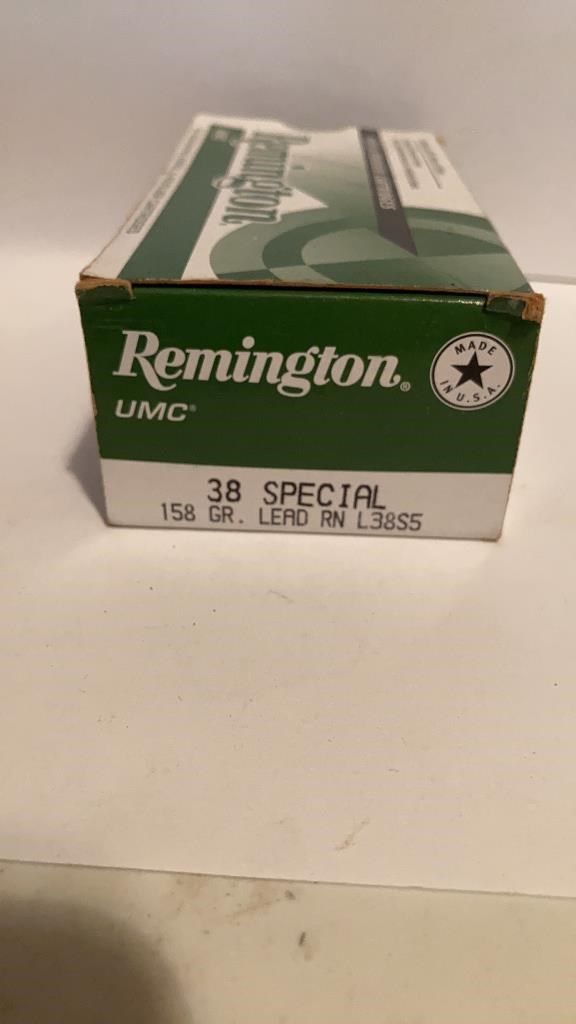 Remington
Remington®
UMC®
MADE
IN U.S.A.
38 SPECIAL
158 GR. LEAD RN L38S5